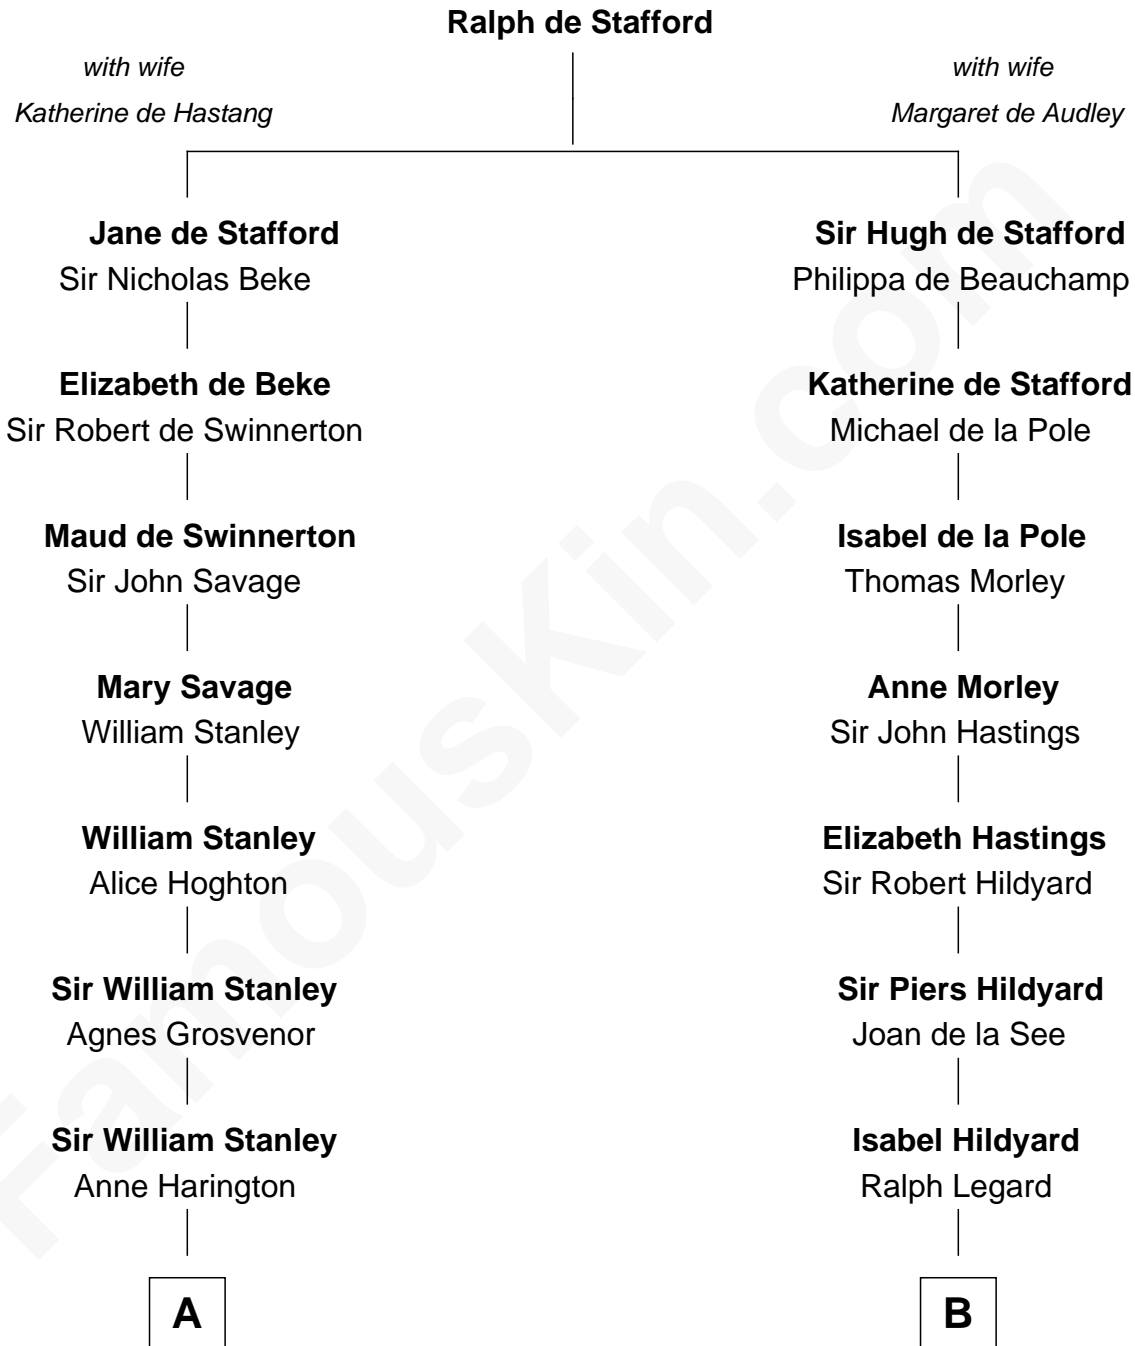 Ralph de Stafford
with wife
Katherine de Hastang
with wife
Margaret de Audley
Jane de Stafford
Sir Nicholas Beke
Sir Hugh de Stafford
Philippa de Beauchamp
Elizabeth de Beke
Sir Robert de Swinnerton
Katherine de Stafford
Michael de la Pole
Maud de Swinnerton
Sir John Savage
Isabel de la Pole
Thomas Morley
Mary Savage
William Stanley
Anne Morley
Sir John Hastings
William Stanley
Alice Hoghton
Elizabeth Hastings
Sir Robert Hildyard
Sir William Stanley
Agnes Grosvenor
Sir Piers Hildyard
Joan de la See
Sir William Stanley
Anne Harington
Isabel Hildyard
Ralph Legard
A
B
FamousKin.com